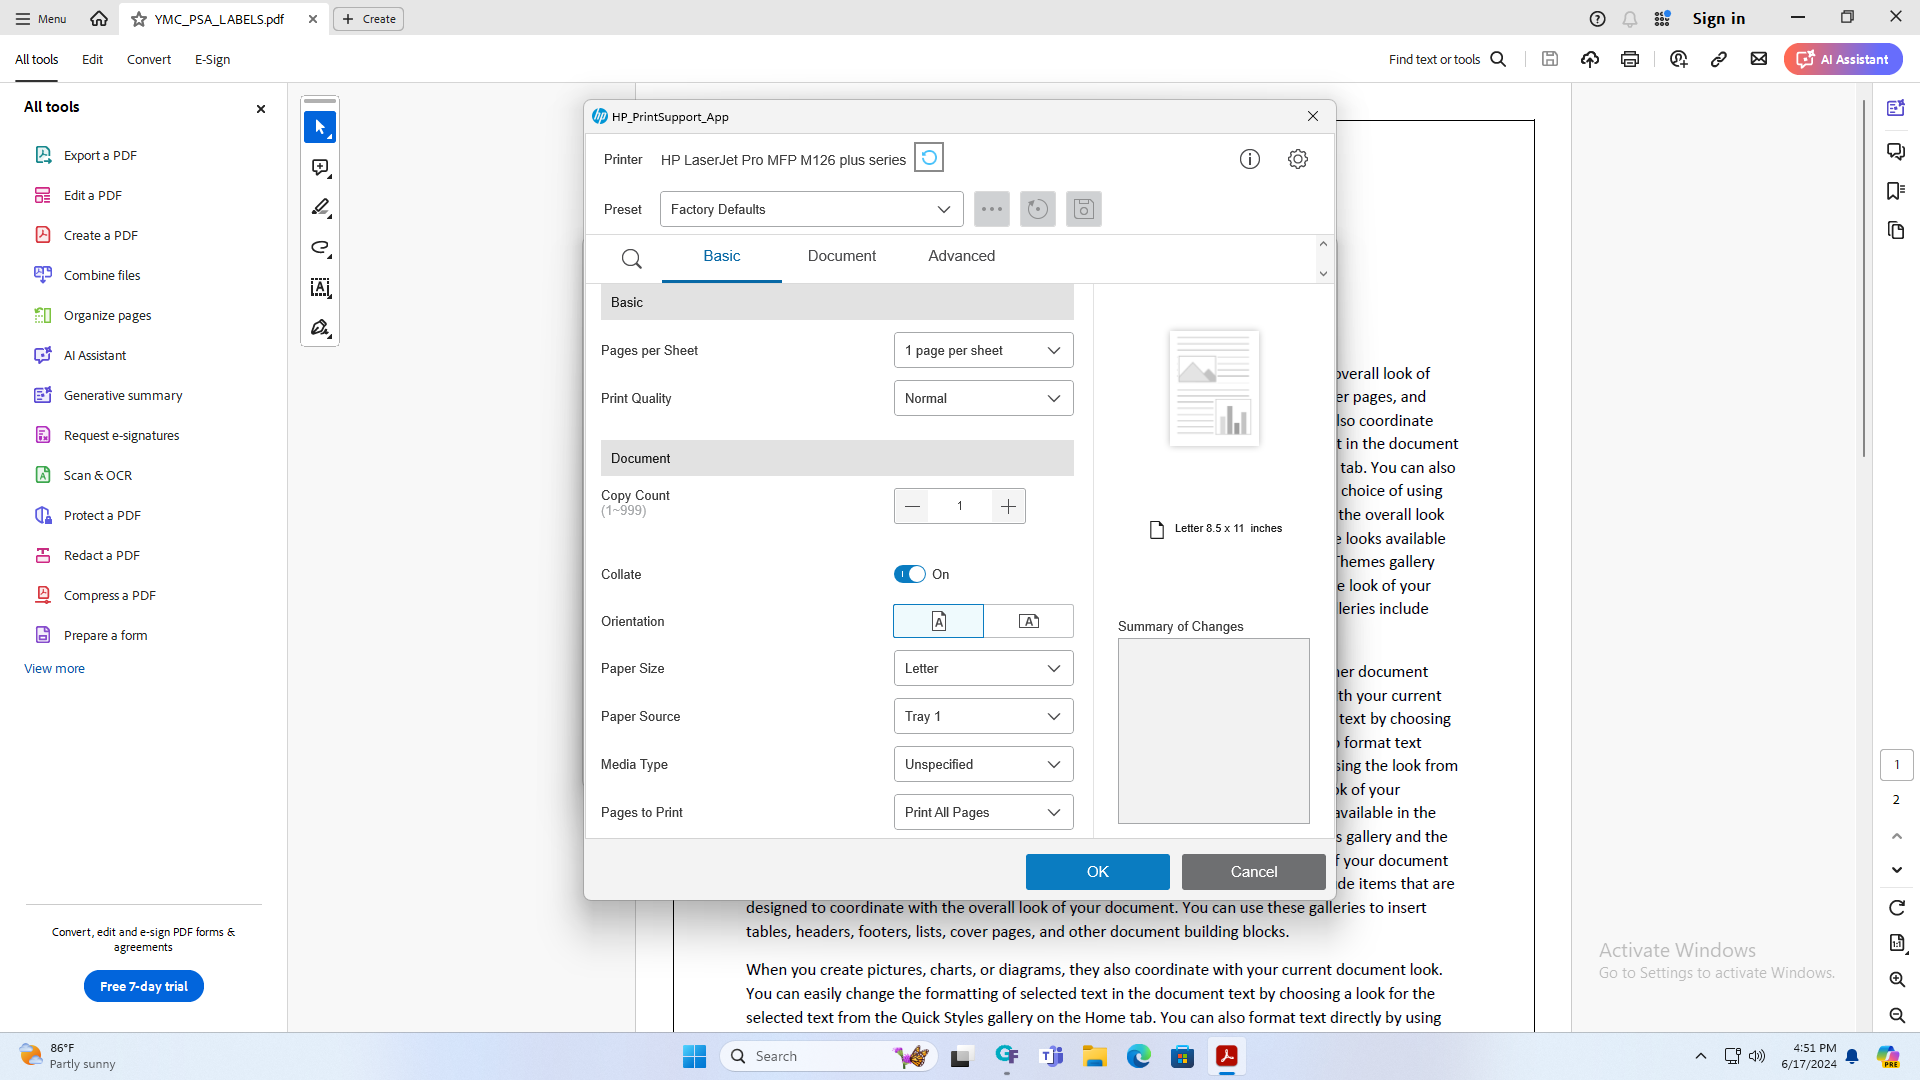 Menu
YMC_PSA_LABELS.pdf
Create
Sign in
All tools
Edit
Convert
E-Sign
Find text or tools
AI Assistant
All tools
Export a PDF
Edit a PDF
Create a PDF
Combine files
Organize pages
AI Assistant
Generative summary
Request e-signatures
Scan & OCR
Protect a PDF
Redact a PDF
Compress a PDF
Prepare a form
View more
Convert, edit and e-sign PDF forms &
agreements
Free 7-day trial
HP_PrintSupport_App
Printer
HP LaserJet Pro MFP M126 plus series
Preset
Factory Defaults
Basic
Document
Advanced
Basic
Pages per Sheet
1 page per sheet
Print Quality
Normal
Document
Copy Count
(1~999)
1
Collate
On
Orientation
Paper Size
Letter
Paper Source
Tray 1
Media Type
Unspecified
Pages to Print
Print All Pages
Letter 8.5 x 11 inches
Summary of Changes
OK
Cancel
overall look of
er pages, and
lso coordinate
t in the document
tab. You can also
choice of using
the overall look
e looks available
Themes gallery
e look of your
lleries include
her document
th your current
text by choosing
format text
sing the look from
ok of your
available in the
s gallery and the
f your document
de items that are
designed to coordinate with the overall look of your document. You can use these galleries to insert
tables, headers, footers, lists, cover pages, and other document building blocks.
When you create pictures, charts, or diagrams, they also coordinate with your current document look.
You can easily change the formatting of selected text in the document text by choosing a look for the
selected text from the Quick Styles gallery on the Home tab. You can also format text directly by using
1
2
1:1
Activate Windows
Go to Settings to activate Windows.
86°F
Partly sunny
Search
4:51 PM
6/17/2024
PRE